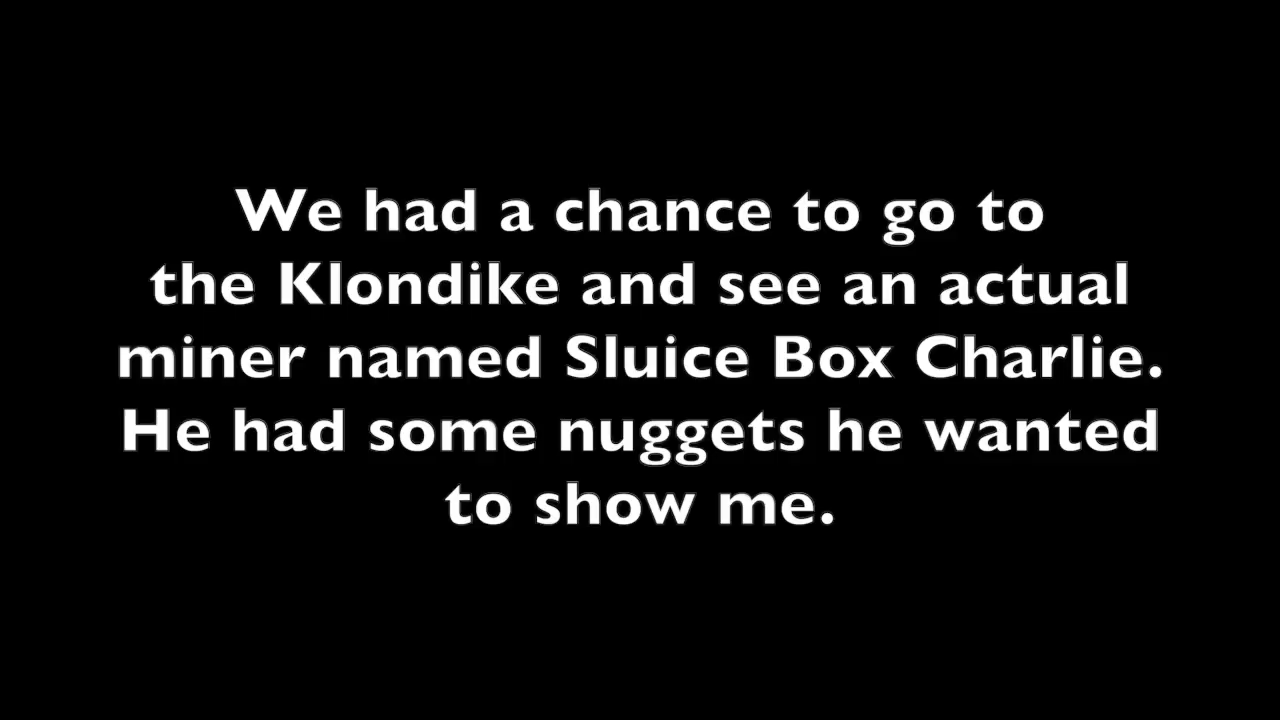 We had a chance to go to
the Klondike and see an actual
miner named Sluice Box Charlie.
He had some nuggets he wanted
to show me.